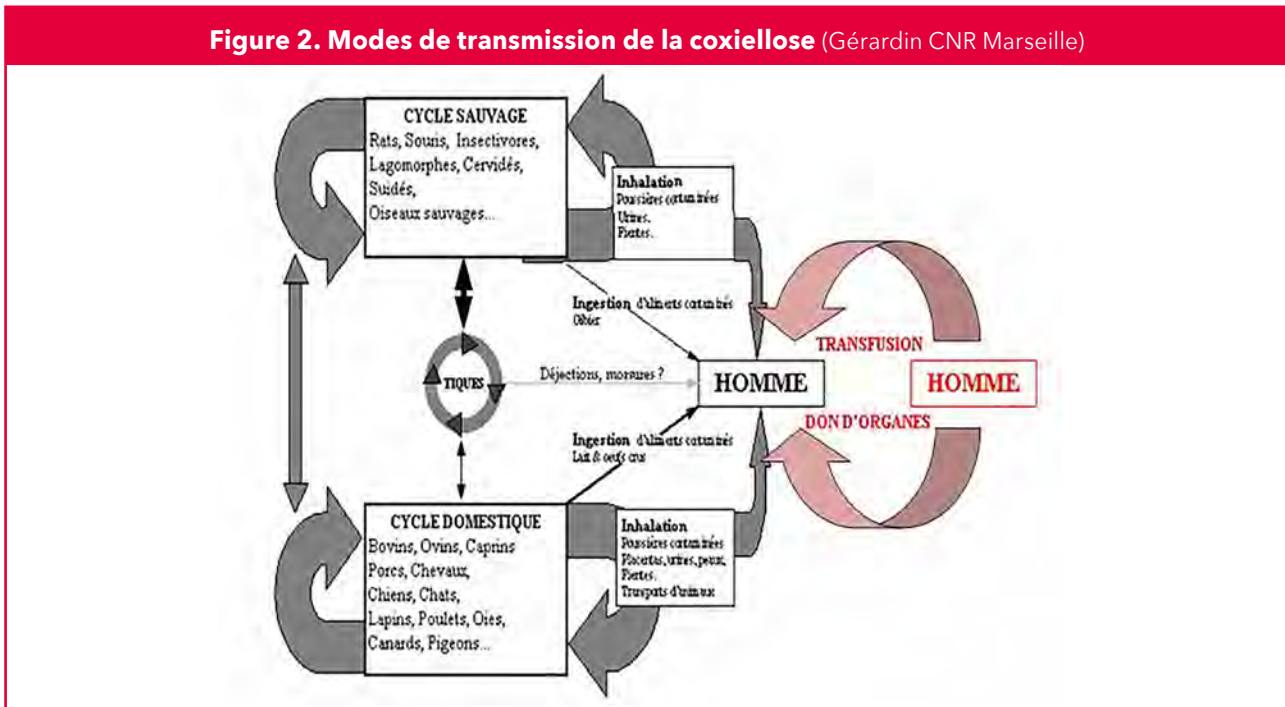 Figure 2. Modes de transmission de la coxiellose (Gérardin CNR Marseille)
CYCLE SAUVAGE
Rats, Souris, Insectivores,
Lagomorphes, Cervidés,
Suidés,
Oiseaux sauvages...
Inhalation
Poussières contaminées
Urines,
Fientes.
Ingestion d'aliments contaminés
Gibier
TRANSFUSION
TIQUES
Déjections, morsures ?
HOMME
HOMME
DON D'ORGANES
Ingestion d'aliments contaminés
Lait & oeufs crus
CYCLE DOMESTIQUE
Bovins, Ovins, Caprins
Porcs, Chevaux,
Chiens, Chats,
Lapins, Poulets, Oies,
Canards, Pigeons...
Inhalation
Poussières contaminées
Placentas, urines, peaux,
Fientes.
Transports d'animaux